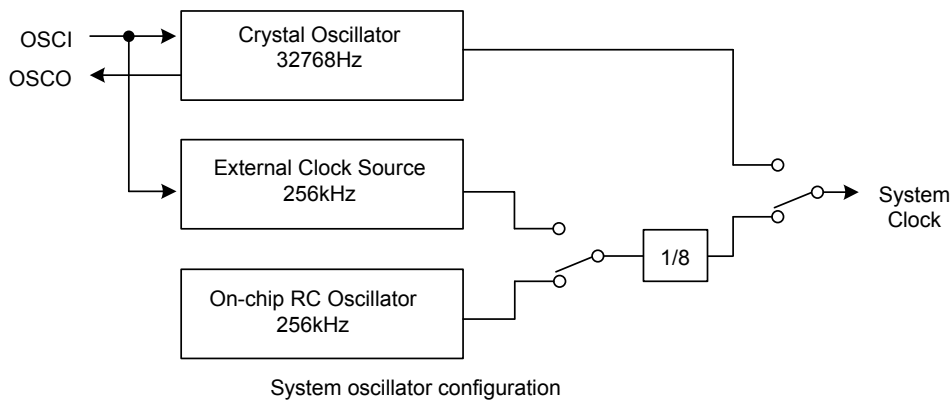 OSCI
OSCO
Crystal Oscillator
32768Hz
External Clock Source
256kHz
On-chip RC Oscillator
256kHz
1/8
System
Clock
System oscillator configuration